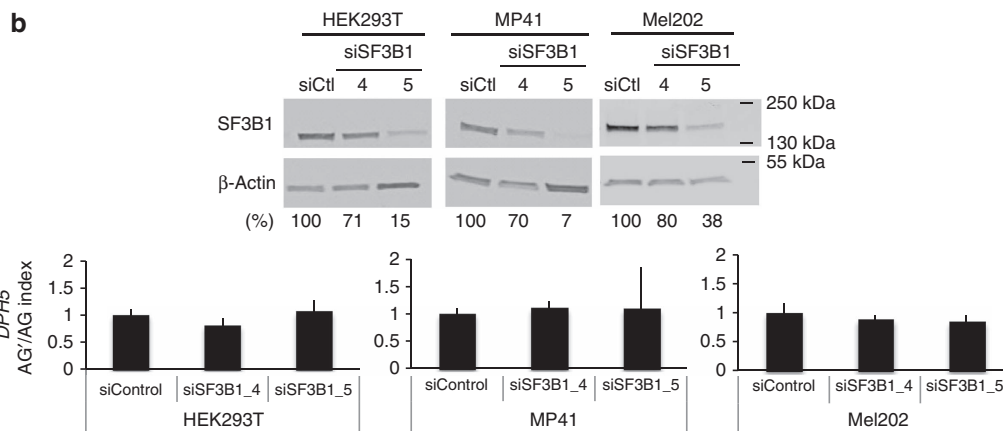 b
HEK293T MP41 Mel202
siSF3B1 siSF3B1 siSF3B1
siCtl 4 5 siCtl 4 5 siCtl 4 5
250 kDa
SF3B1
130 kDa
55 kDa
β-Actin
(%) 100 71 15 100 70 7 100 80 38
DPH5
AG′/AG index
2
1.5
1
0.5
0
siControl siSF3B1_4 siSF3B1_5
HEK293T
2
1.5
1
0.5
0
siControl siSF3B1_4 siSF3B1_5
MP41
2
1.5
1
0.5
0
siControl siSF3B1_4 siSF3B1_5
Mel202